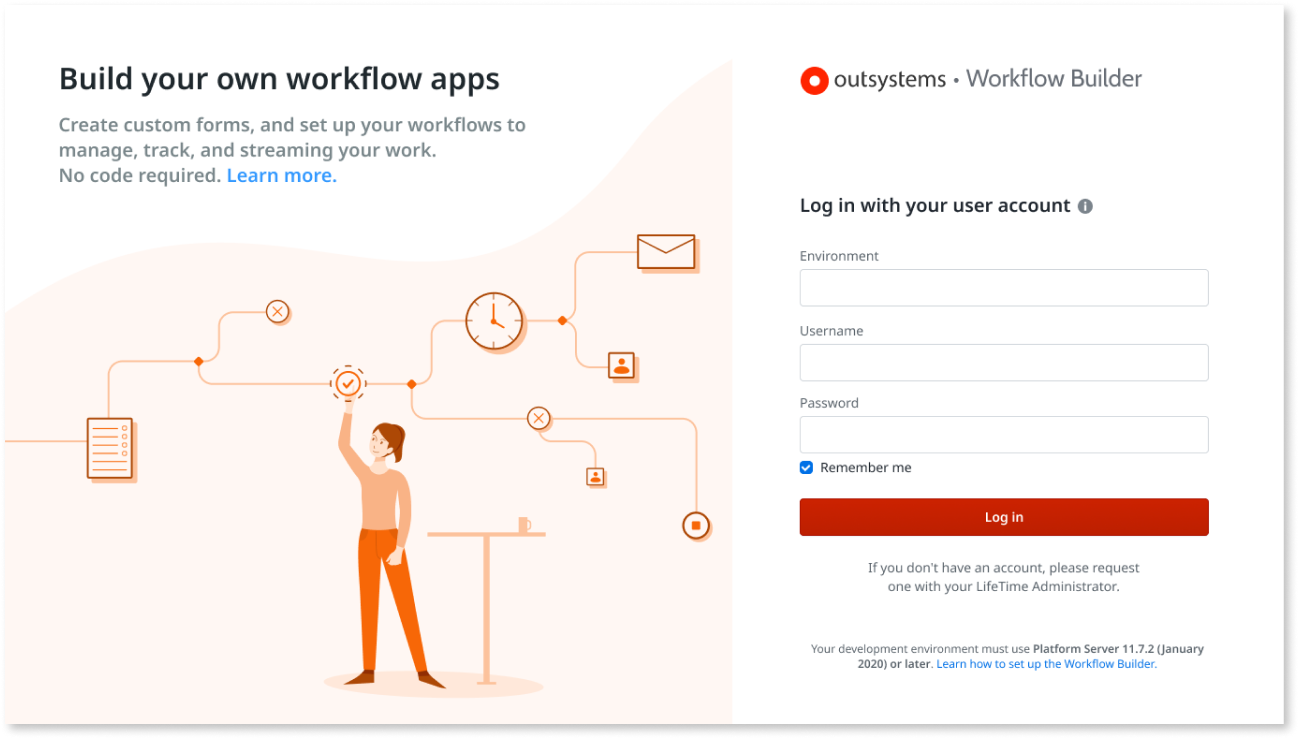 Build your own workflow apps
Create custom forms, and set up your workflows to
manage, track, and streaming your work.
No code required. Learn more.
outsystems • Workflow Builder
Log in with your user account
Environment
Username
Password
Remember me
Log in
If you don't have an account, please request
one with your LifeTime Administrator.
Your development environment must use Platform Server 11.7.2 (January
2020) or later. Learn how to set up the Workflow Builder.